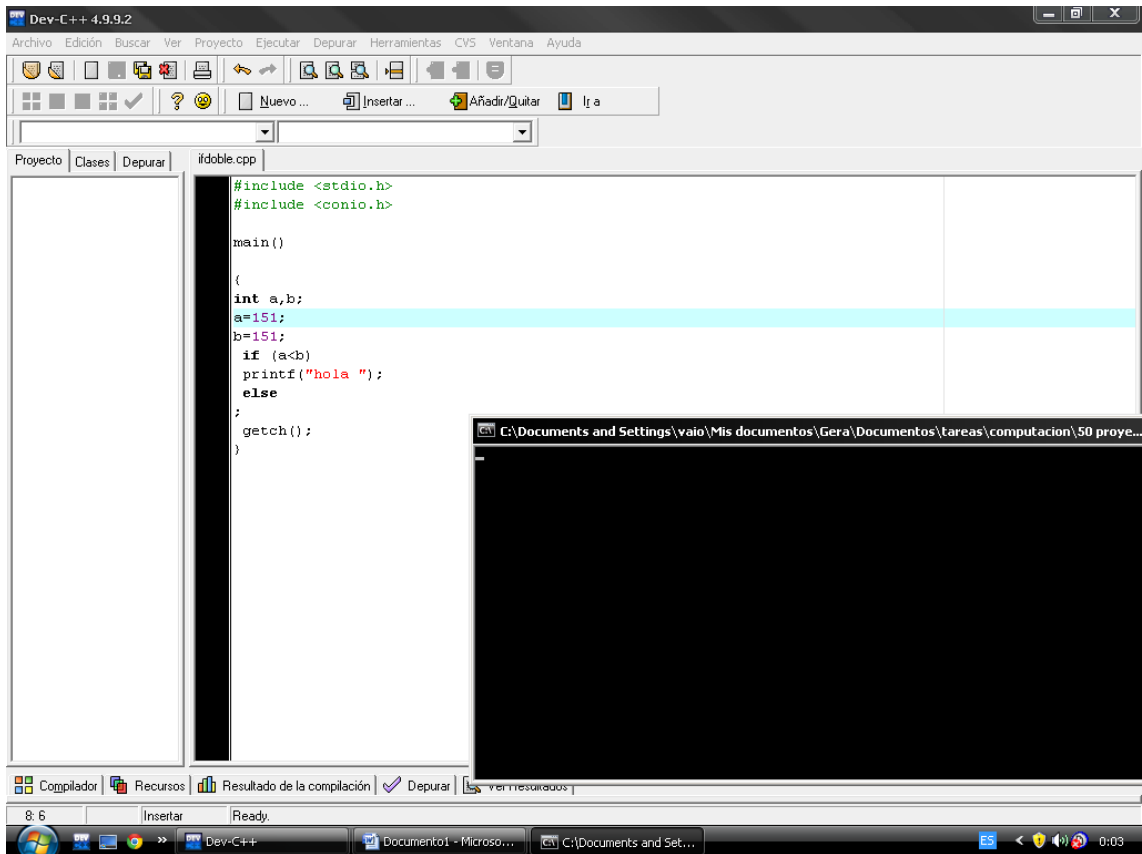 Dev-C++ 4.9.9.2
Archivo Edición Buscar Ver Proyecto Ejecutar Depurar Herramientas CVS Ventana Ayuda
Nuevo ... Insertar ... Añadir/Quitar Ir a
Proyecto Clases Depurar ifdoble.cpp
#include <stdio.h>
#include <conio.h>
main()
{
int a,b;
a=151;
b=151;
if (a<b)
printf("hola ");
else
;
getch();
}
C:\Documents and Settings\vaio\Mis documentos\Gera\Documentos\tareas\computacion\50 proye...
Compilador Recursos Resultado de la compilación Depurar Ver resultados
8: 6 Insertar Ready.
Dev-C++ Documento1 - Microso... C:\Documents and Set... ES 0:03